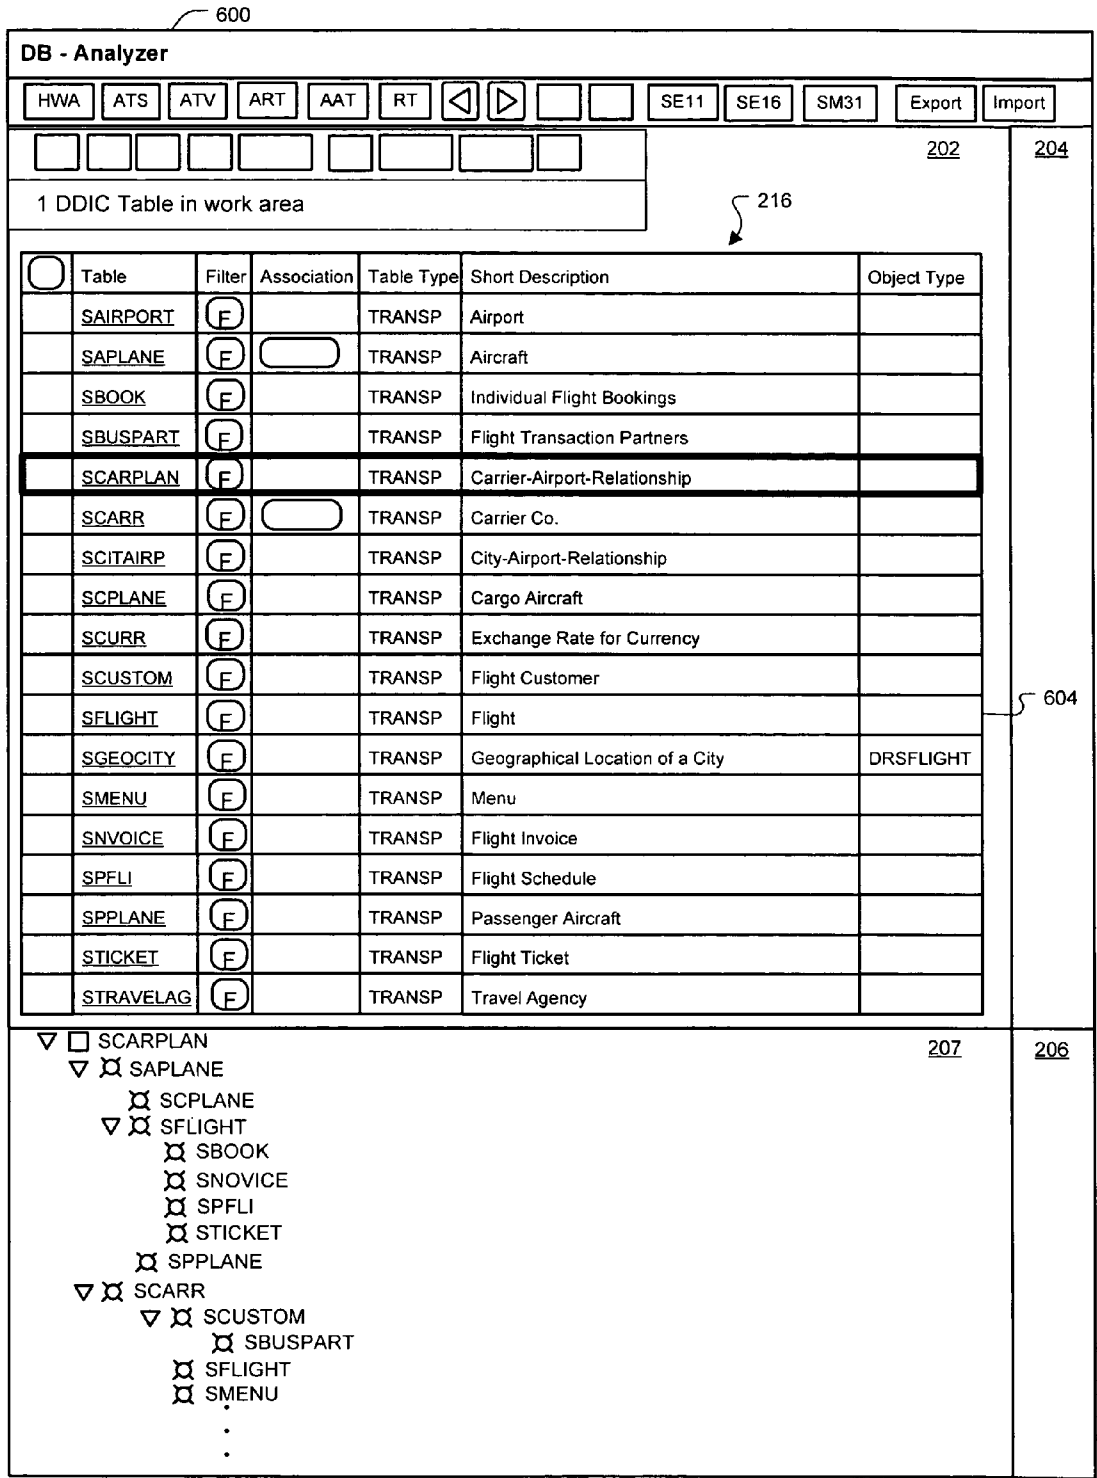 600
DB - Analyzer
HWA ATS ATV ART AAT RT SE11 SE16 SM31 Export Import
202 204
1 DDIC Table in work area
216
Table Filter Association Table Type Short Description Object Type
SAIRPORT F TRANSP Airport
SAPLANE F TRANSP Aircraft
SBOOK F TRANSP Individual Flight Bookings
SBUSPART F TRANSP Flight Transaction Partners
SCARPLAN F TRANSP Carrier-Airport-Relationship
SCARR F TRANSP Carrier Co.
SCITAIRP F TRANSP City-Airport-Relationship
SCPLANE F TRANSP Cargo Aircraft
SCURR F TRANSP Exchange Rate for Currency
SCUSTOM F TRANSP Flight Customer
SFLIGHT F TRANSP Flight
604
SGEOCITY F TRANSP Geographical Location of a City DRSFLIGHT
SMENU F TRANSP Menu
SNVOICE F TRANSP Flight Invoice
SPFLI F TRANSP Flight Schedule
SPPLANE F TRANSP Passenger Aircraft
STICKET F TRANSP Flight Ticket
STRAVELAG F TRANSP Travel Agency
SCARPLAN 207 206
SAPLANE
SCPLANE
SFLIGHT
SBOOK
SNOVICE
SPFLI
STICKET
SPPLANE
SCARR
SCUSTOM
SBUSPART
SFLIGHT
SMENU
.
.
.